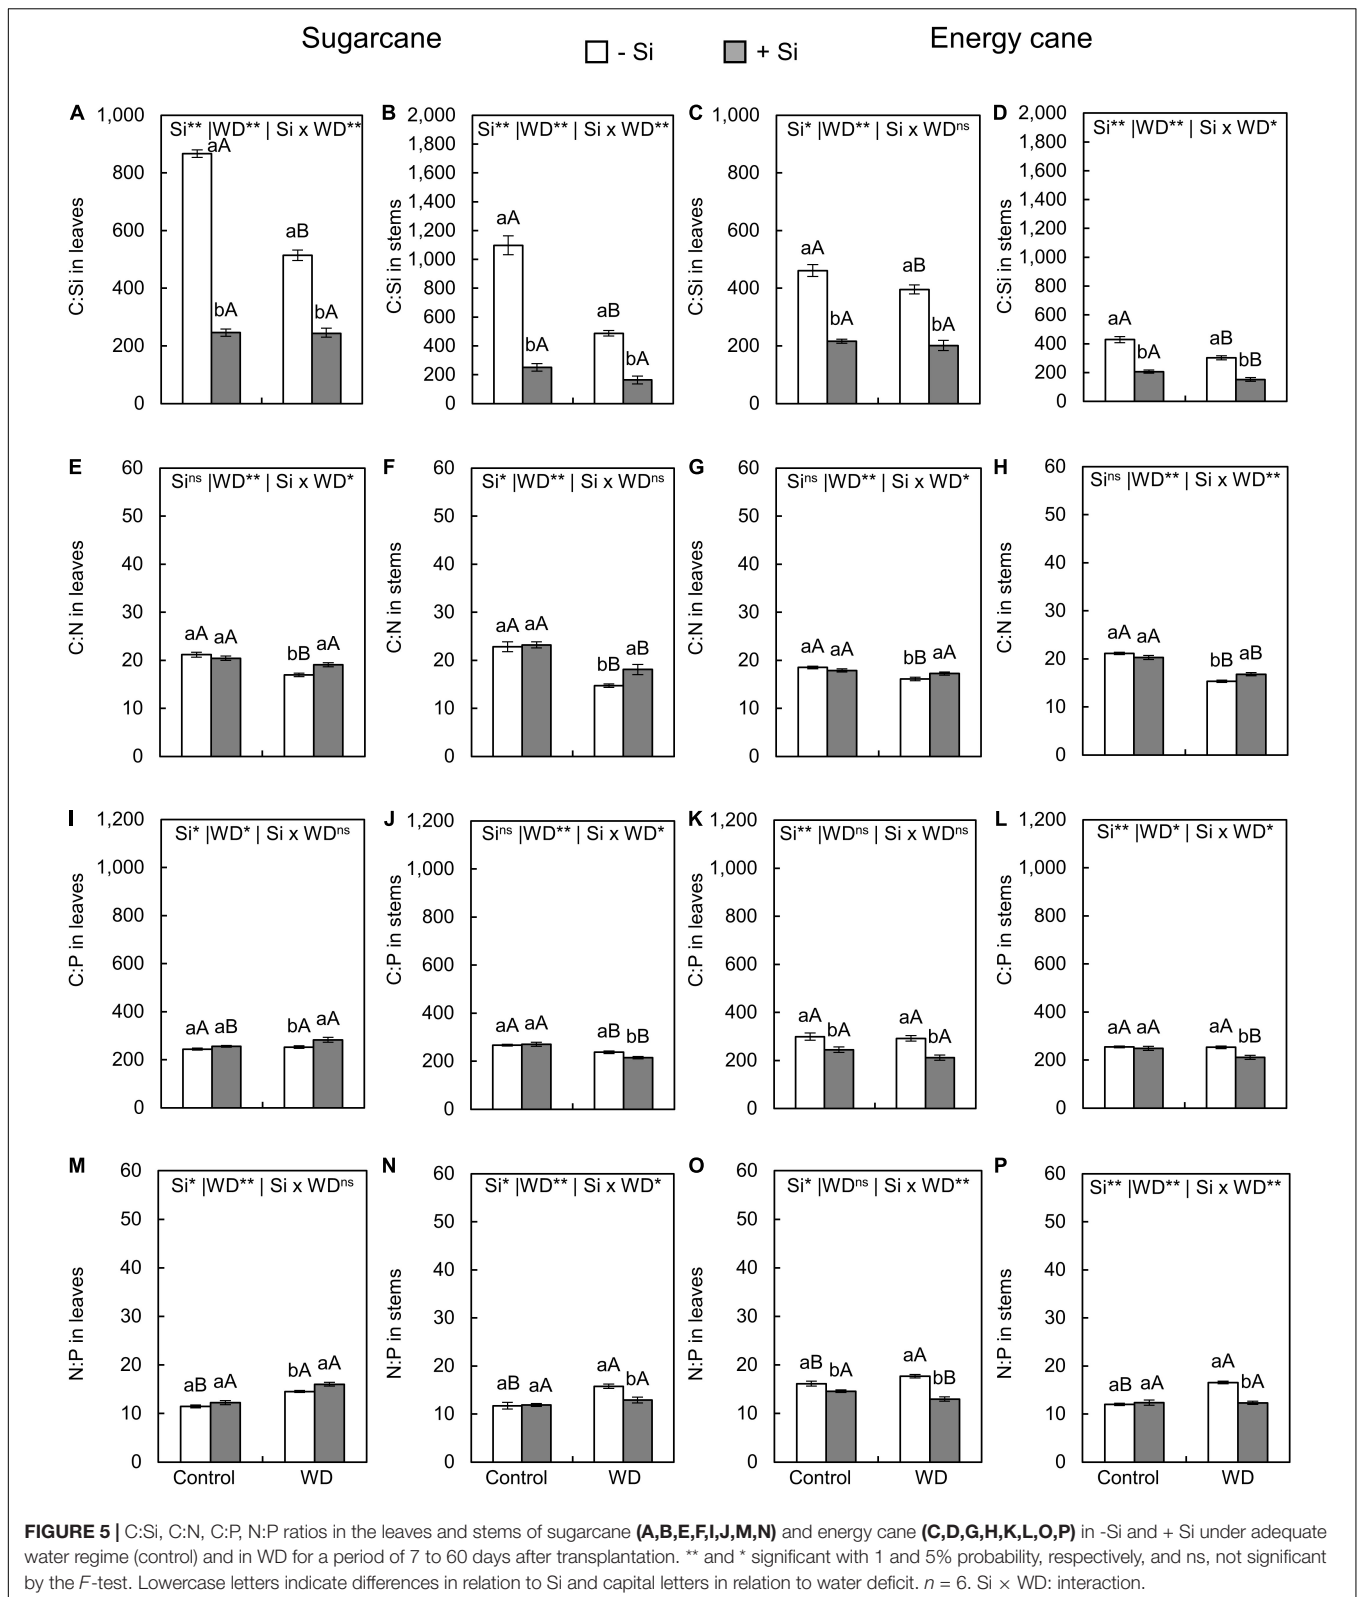 Sugarcane
- Si
+ Si
Energy cane
A
1,000
800
600
400
200
0
C:Si in leaves
Si** |WD** | Si x WD**
aA
bA
aB
bA
B
2,000
1,800
1,600
1,400
1,200
1,000
800
600
400
200
0
C:Si in stems
Si** |WD** | Si x WD**
aA
bA
aB
bA
C
1,000
800
600
400
200
0
C:Si in leaves
Si* |WD** | Si x WDns
aA
bA
aB
bA
D
2,000
1,800
1,600
1,400
1,200
1,000
800
600
400
200
0
C:Si in stems
Si** |WD** | Si x WD*
aA
bA
aB
bB
E
60
50
40
30
20
10
0
C:N in leaves
Sins |WD** | Si x WD*
aA
aA
bB
aA
F
60
50
40
30
20
10
0
C:N in stems
Si* |WD** | Si x WDns
aA
aA
bB
aB
G
60
50
40
30
20
10
0
C:N in leaves
Sins |WD** | Si x WD*
aA
aA
bB
aA
H
60
50
40
30
20
10
0
C:N in stems
Sins |WD** | Si x WD**
aA
aA
bB
aB
I
1,200
1,000
800
600
400
200
0
C:P in leaves
Si* |WD* | Si x WDns
aA
aB
bA
aA
J
1,200
1,000
800
600
400
200
0
C:P in stems
Sins |WD** | Si x WD*
aA
aA
aB
bB
K
1,200
1,000
800
600
400
200
0
C:P in leaves
Si** |WDns | Si x WDns
aA
bA
aA
bA
L
1,200
1,000
800
600
400
200
0
C:P in stems
Si** |WD* | Si x WD*
aA
aA
aA
bB
M
60
50
40
30
20
10
0
N:P in leaves
Si* |WD** | Si x WDns
aB
aA
bA
aA
Control
WD
N
60
50
40
30
20
10
0
N:P in stems
Si* |WD** | Si x WD*
aB
aA
aA
bA
Control
WD
O
60
50
40
30
20
10
0
N:P in leaves
Si* |WDns | Si x WD**
aB
bA
aA
bB
Control
WD
P
60
50
40
30
20
10
0
N:P in stems
Si** |WD** | Si x WD**
aB
aA
aA
bA
Control
WD
FIGURE 5 | C:Si, C:N, C:P, N:P ratios in the leaves and stems of sugarcane (A,B,E,F,I,J,M,N) and energy cane (C,D,G,H,K,L,O,P) in -Si and + Si under adequate
water regime (control) and in WD for a period of 7 to 60 days after transplantation. ** and * significant with 1 and 5% probability, respectively, and ns, not significant
by the F-test. Lowercase letters indicate differences in relation to Si and capital letters in relation to water deficit. n = 6. Si × WD: interaction.